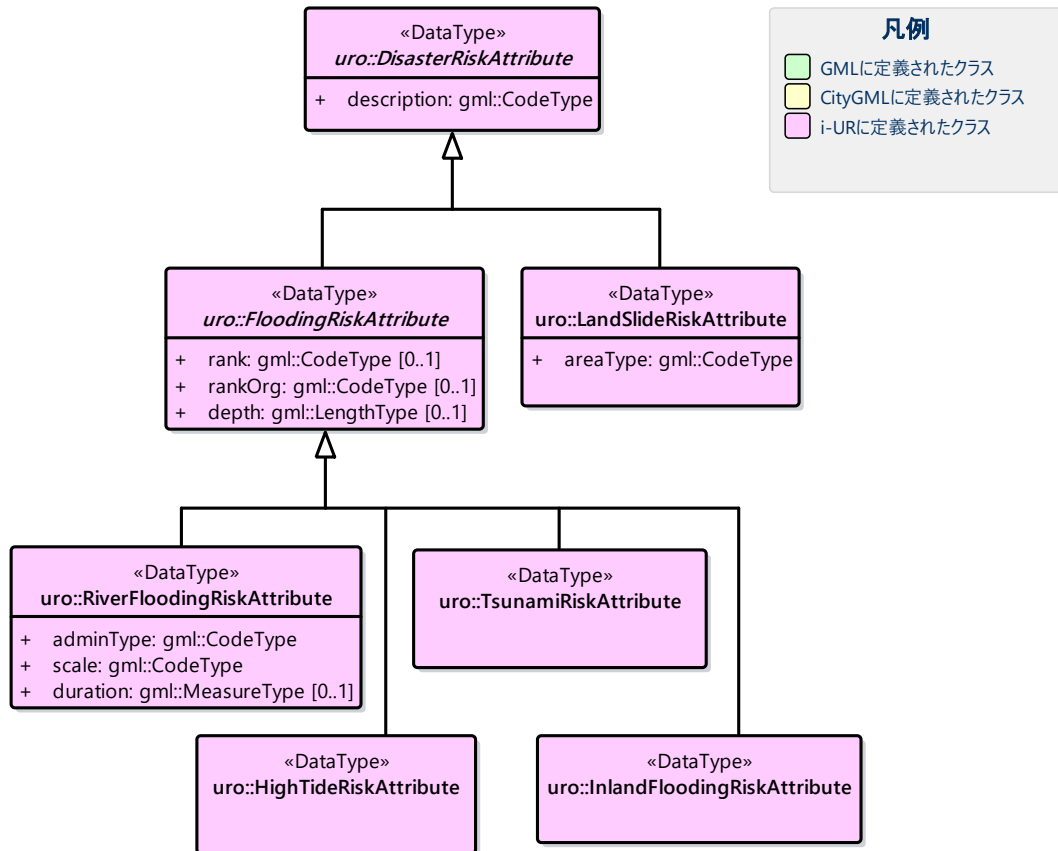 «DataType»
uro::DisasterRiskAttribute
+ description: gml::CodeType
凡例
GMLに定義されたクラス
CityGMLに定義されたクラス
i-URに定義されたクラス
«DataType»
uro::FloodingRiskAttribute
+ rank: gml::CodeType [0..1]
+ rankOrg: gml::CodeType [0..1]
+ depth: gml::LengthType [0..1]
«DataType»
uro::LandSlideRiskAttribute
+ areaType: gml::CodeType
«DataType»
uro::RiverFloodingRiskAttribute
+ adminType: gml::CodeType
+ scale: gml::CodeType
+ duration: gml::MeasureType [0..1]
«DataType»
uro::TsunamiRiskAttribute
«DataType»
uro::HighTideRiskAttribute
«DataType»
uro::InlandFloodingRiskAttribute